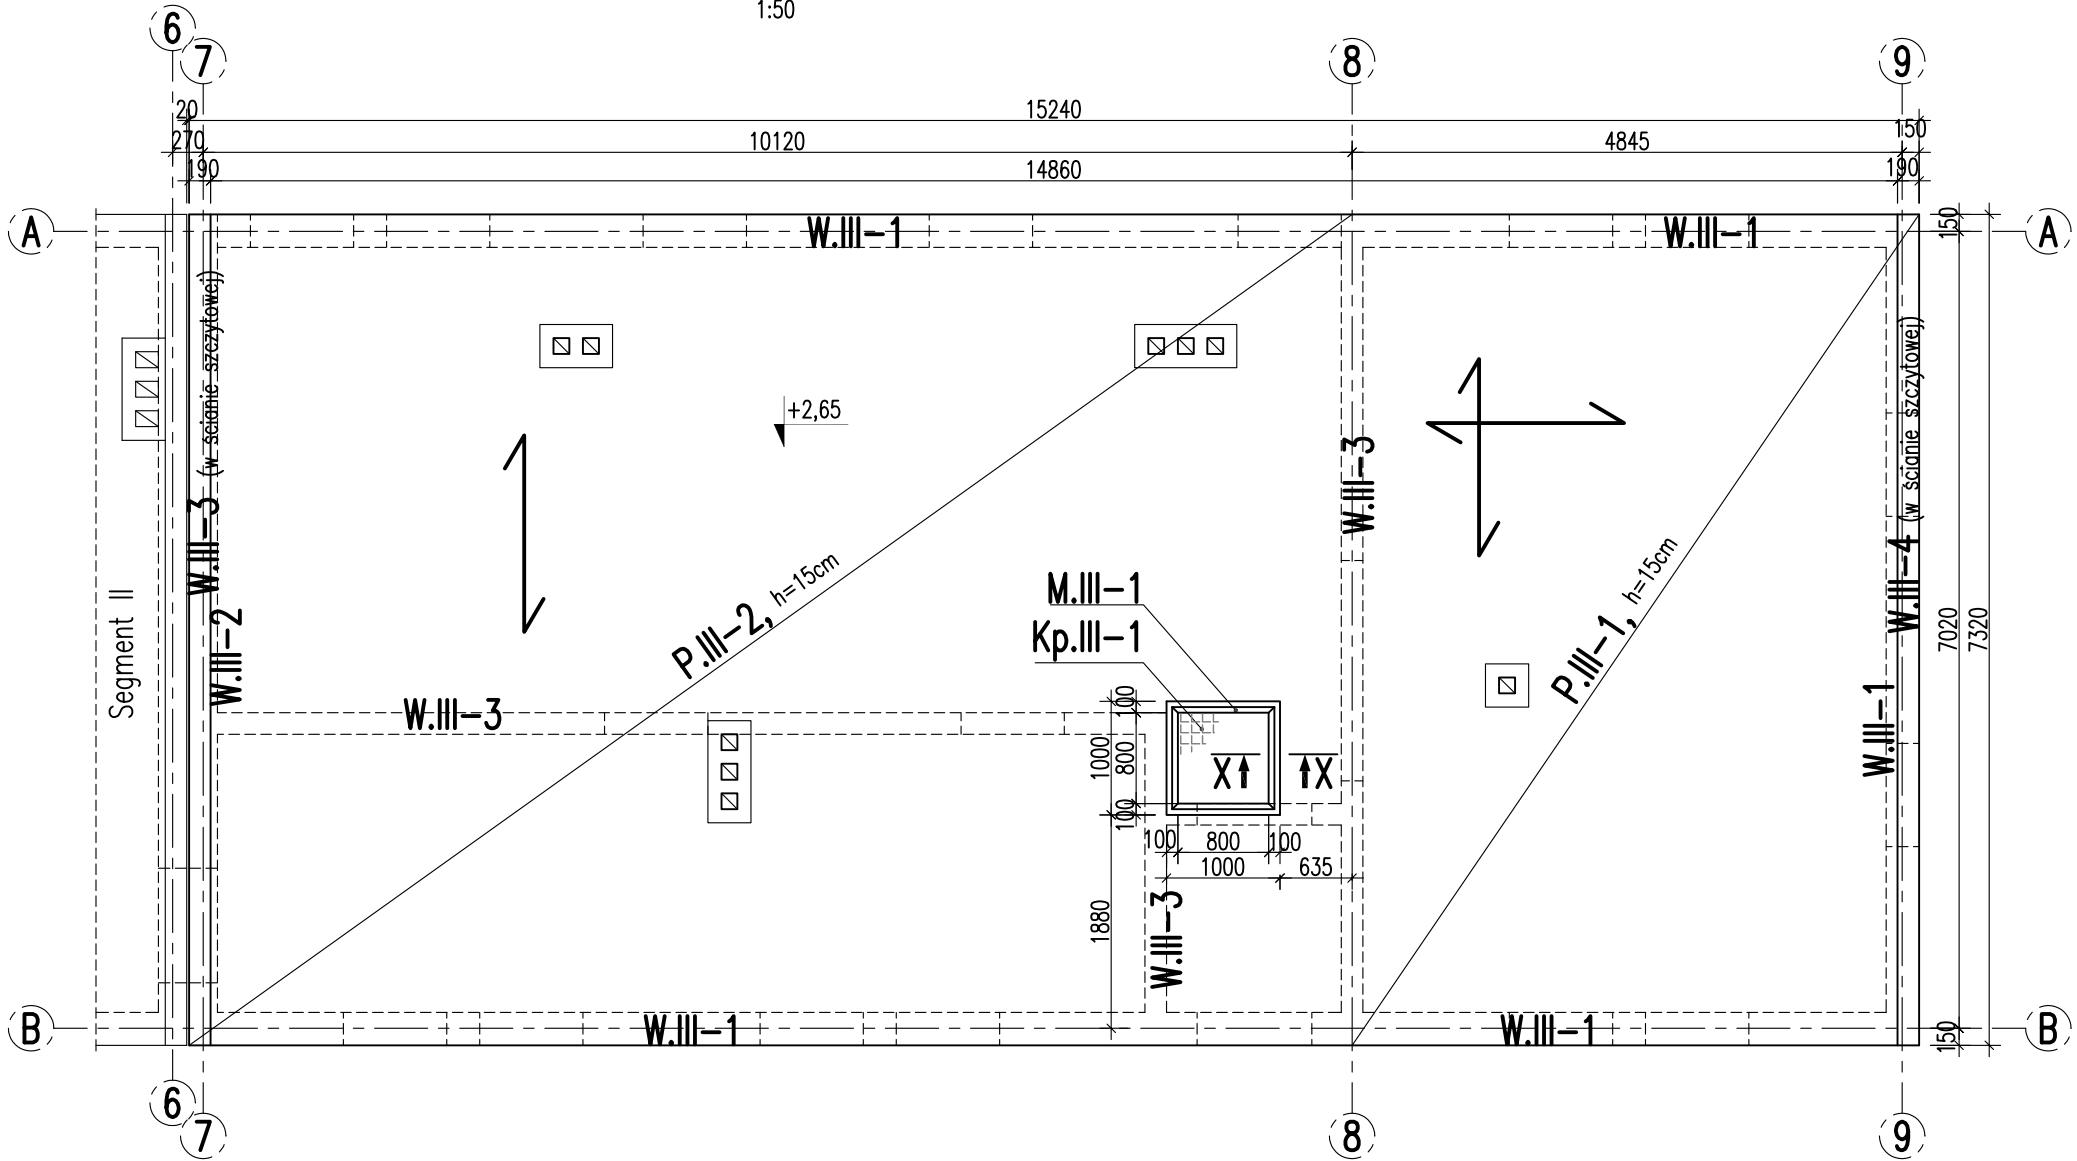 1:50
6
7
8
9
20
15240
150
270
10120
4845
190
14860
190
A
W.III-1
W.III-1
150
A
W.III-3 (w ścianie szczytowej)
W.III-4 (w ścianie szczytowej)
+2,65
W.III-3
P.III-2, h=15cm
P.III-1, h=15cm
M.III-1
Kp.III-1
Segment II
W.III-2
7020
7320
W.III-3
W.III-1
100
1000
800
100
X
X
100
800
100
1000
635
1880
W.III-3
B
W.III-1
W.III-1
150
B
6
7
8
9